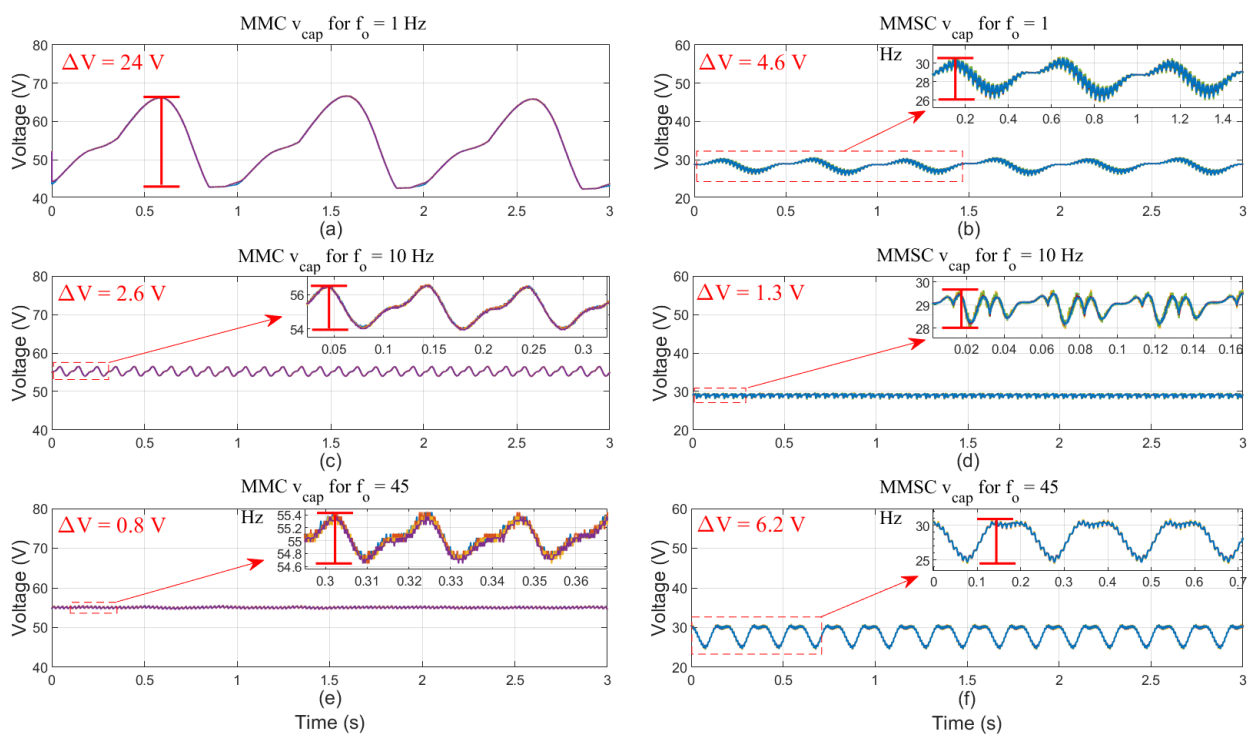 MMC v_cap for f_o = 1 Hz
ΔV = 24 V
Voltage (V)
80
70
60
50
40
0 0.5 1 1.5 2 2.5 3
(a)
MMSC v_cap for f_o = 1
Hz
ΔV = 4.6 V
Voltage (V)
60
50
40
30
20
30
28
26
0.2 0.4 0.6 0.8 1 1.2 1.4
0 0.5 1 1.5 2 2.5 3
(b)
MMC v_cap for f_o = 10 Hz
ΔV = 2.6 V
Voltage (V)
80
70
60
50
40
56
54
0.05 0.1 0.15 0.2 0.25 0.3
0 0.5 1 1.5 2 2.5 3
(c)
MMSC v_cap for f_o = 10 Hz
ΔV = 1.3 V
Voltage (V)
60
50
40
30
20
30
29
28
0.02 0.04 0.06 0.08 0.1 0.12 0.14 0.16
0 0.5 1 1.5 2 2.5 3
(d)
MMC v_cap for f_o = 45
Hz
ΔV = 0.8 V
Voltage (V)
80
70
60
50
40
55.4
55.2
55
54.8
54.6
0.3 0.31 0.32 0.33 0.34 0.35 0.36
0 0.5 1 1.5 2 2.5 3
(e)
Time (s)
MMSC v_cap for f_o = 45
Hz
ΔV = 6.2 V
Voltage (V)
60
50
40
30
20
30
25
0 0.1 0.2 0.3 0.4 0.5 0.6 0.7
0 0.5 1 1.5 2 2.5 3
(f)
Time (s)